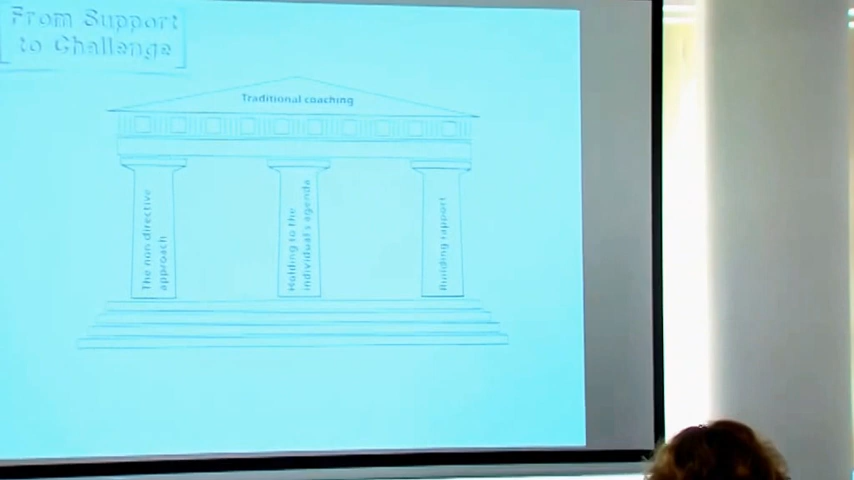 From Support
to Challenge
Traditional coaching
The non directive
approach
Holding to the
individual's agenda
Building rapport